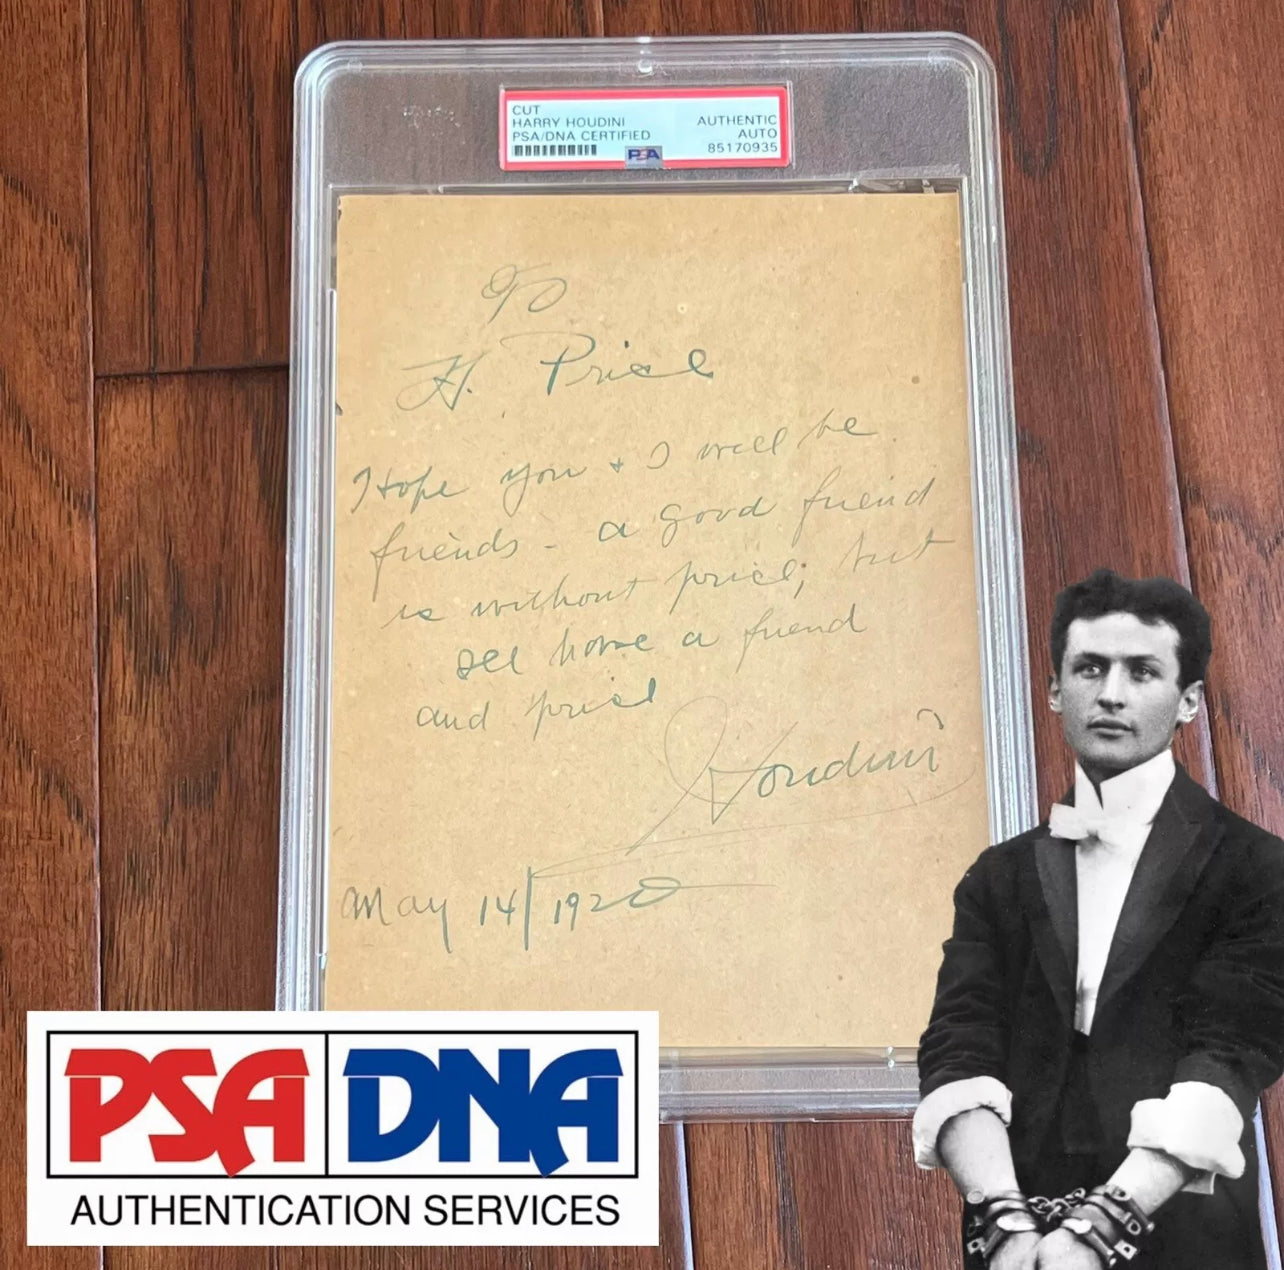 CUT
HARRY HOUDINI AUTHENTIC
PSA/DNA CERTIFIED AUTO
PSA 85170935
To
H. Price
Hope you + I will be
friends - a good friend
is without price; but
all have a friend
and price
Houdini
May 14/1920
PSA DNA
AUTHENTICATION SERVICES